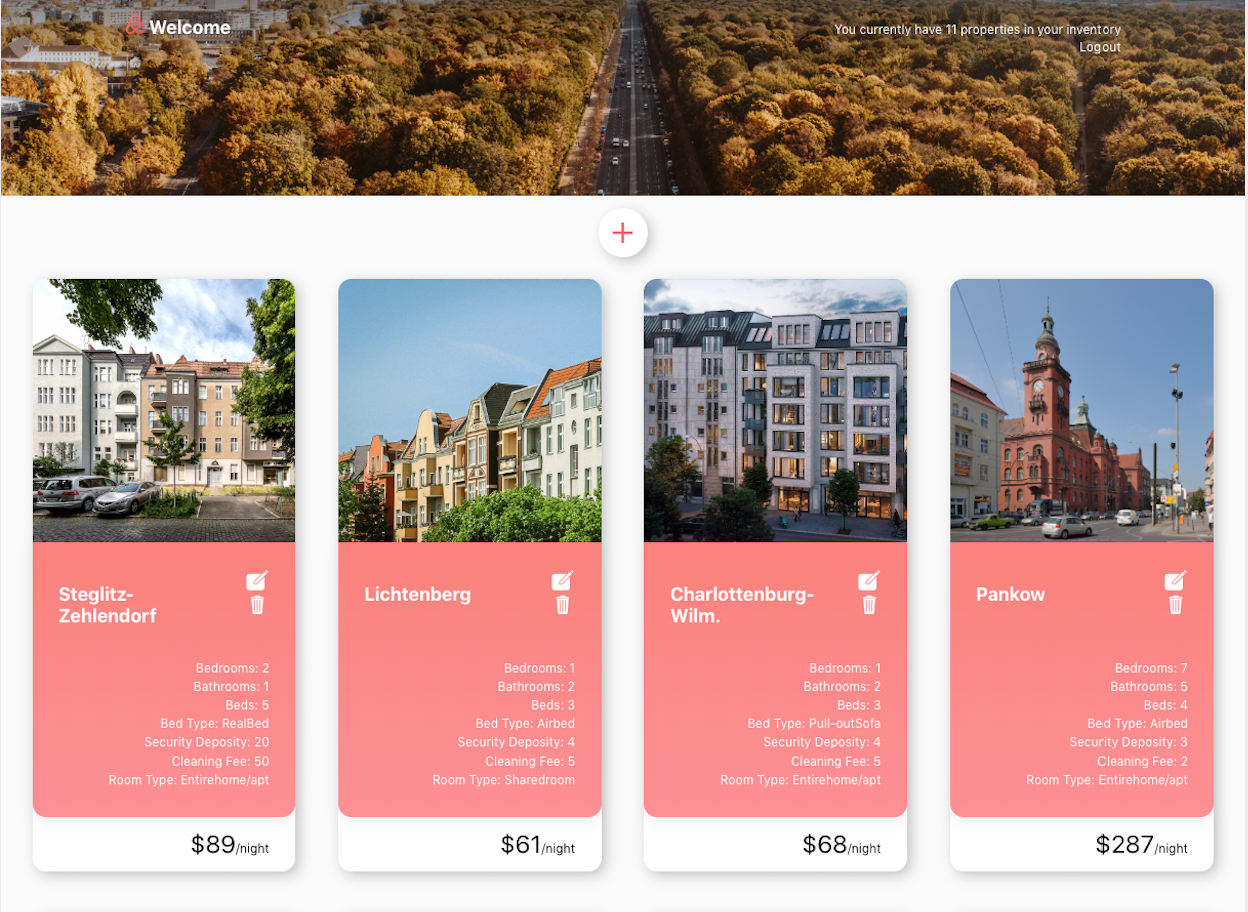 Welcome
You currently have 11 properties in your inventory
Logout
Steglitz-
Zehlendorf
Bedrooms: 2
Bathrooms: 1
Beds: 5
Bed Type: RealBed
Security Deposity: 20
Cleaning Fee: 50
Room Type: Entirehome/apt
$89/night
Lichtenberg
Bedrooms: 1
Bathrooms: 2
Beds: 3
Bed Type: Airbed
Security Deposity: 4
Cleaning Fee: 5
Room Type: Sharedroom
$61/night
Charlottenburg-
Wilm.
Bedrooms: 1
Bathrooms: 2
Beds: 3
Bed Type: Pull-outSofa
Security Deposity: 4
Cleaning Fee: 5
Room Type: Entirehome/apt
$68/night
Pankow
Bedrooms: 7
Bathrooms: 5
Beds: 4
Bed Type: Airbed
Security Deposity: 3
Cleaning Fee: 2
Room Type: Entirehome/apt
$287/night